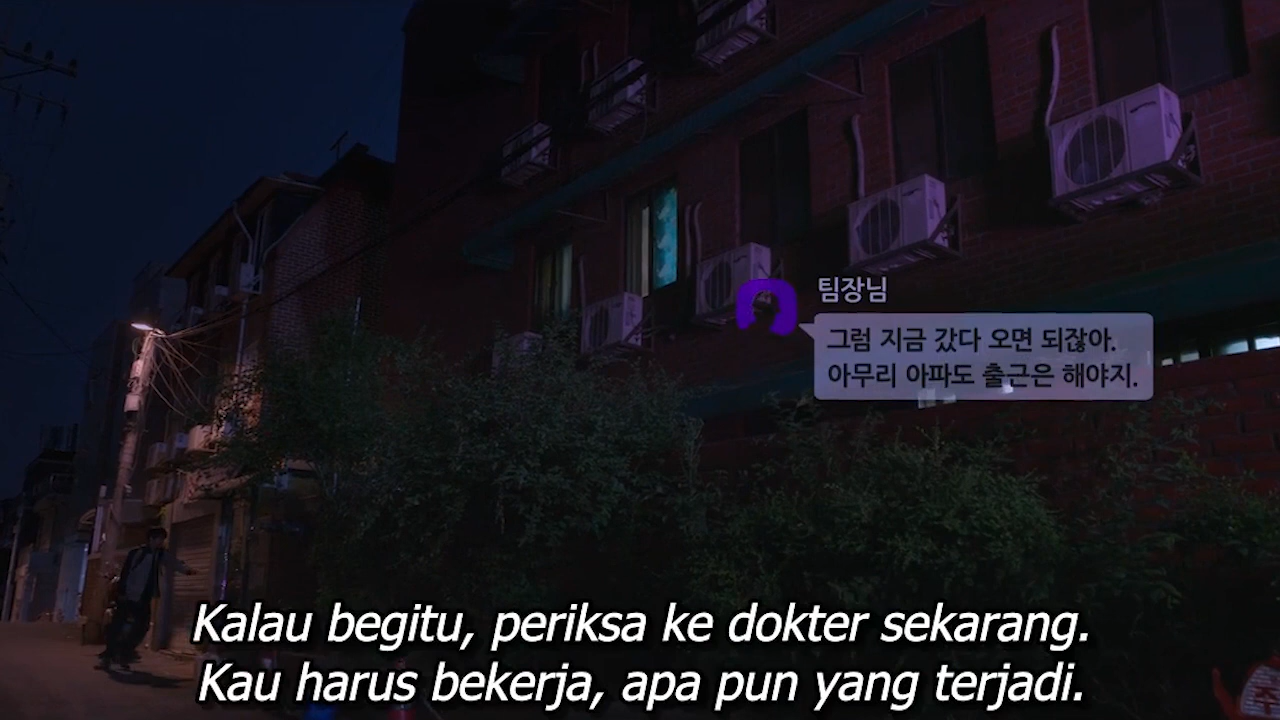 팀장님
그럼 지금 갔다 오면 되잖아.
아무리 아파도 출근은 해야지.
Kalau begitu, periksa ke dokter sekarang.
Kau harus bekerja, apa pun yang terjadi.